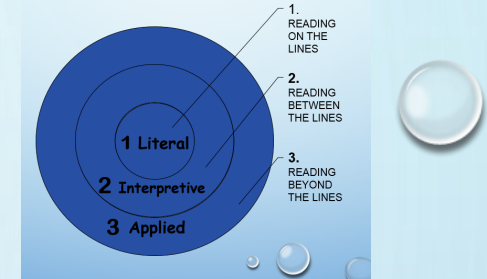 1.
READING
ON THE
LINES
2.
READING
BETWEEN
THE LINES
3.
READING
BEYOND
THE LINES
1 Literal
2 Interpretive
3 Applied